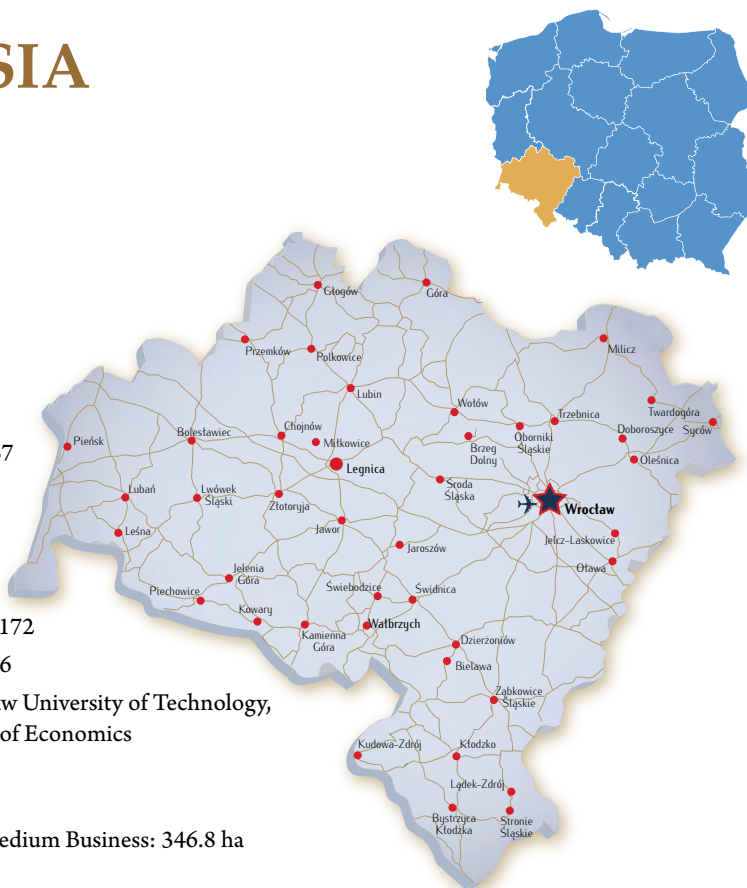 SIA
Głogów
Góra
Przemków
Polkowice
Milicz
Lubin
Wołów
Trzebnica
Twardogóra
Doboroszyce
Syców
Pieńsk
Bolesławiec
Chojnów
Miłkowice
Brzeg
Dolny
Oborniki
Śląskie
Oleśnica
7
Legnica
Lubań
Lwówek
Śląski
Złotoryja
Środa
Śląska
Wrocław
Leśna
Jawor
Jaroszów
Jelcz-Laskowice
Oława
Jelenia
Góra
Piechowice
Świebodzice
Świdnica
Kowary
Kamienna
Góra
Wałbrzych
172
6
Dzierżoniów
Bielawa
w University of Technology,
of Economics
Ząbkowice
Śląskie
Kudowa-Zdrój
Kłodzko
Lądek-Zdrój
Bystrzyca
Kłodzka
Stronie
Śląskie
edium Business: 346.8 ha